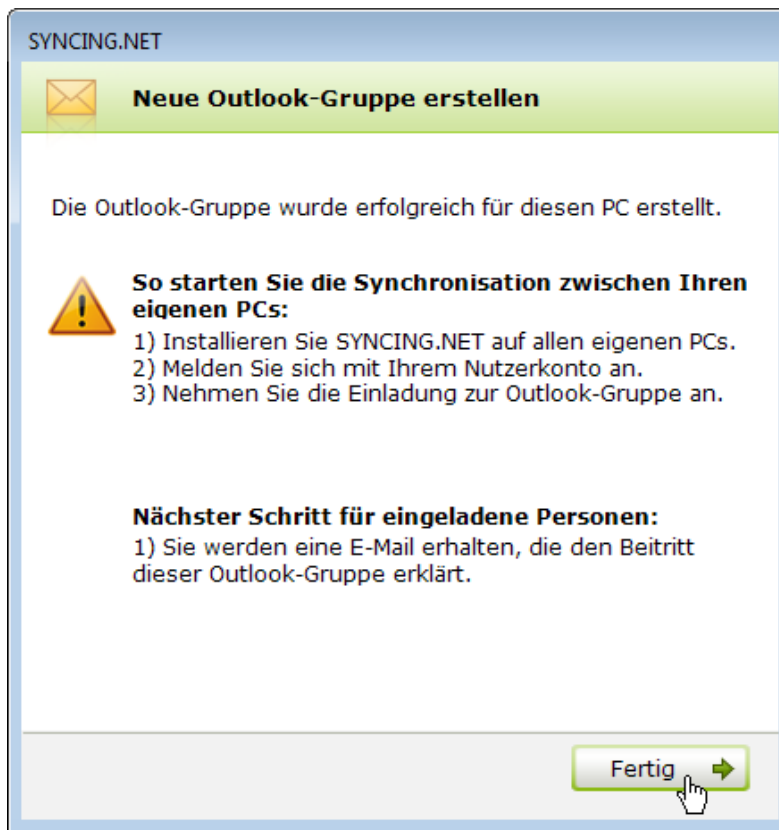 SYNCING.NET
Neue Outlook-Gruppe erstellen
Die Outlook-Gruppe wurde erfolgreich für diesen PC erstellt.
So starten Sie die Synchronisation zwischen Ihren
eigenen PCs:
1) Installieren Sie SYNCING.NET auf allen eigenen PCs.
2) Melden Sie sich mit Ihrem Nutzerkonto an.
3) Nehmen Sie die Einladung zur Outlook-Gruppe an.
Nächster Schritt für eingeladene Personen:
1) Sie werden eine E-Mail erhalten, die den Beitritt
dieser Outlook-Gruppe erklärt.
Fertig